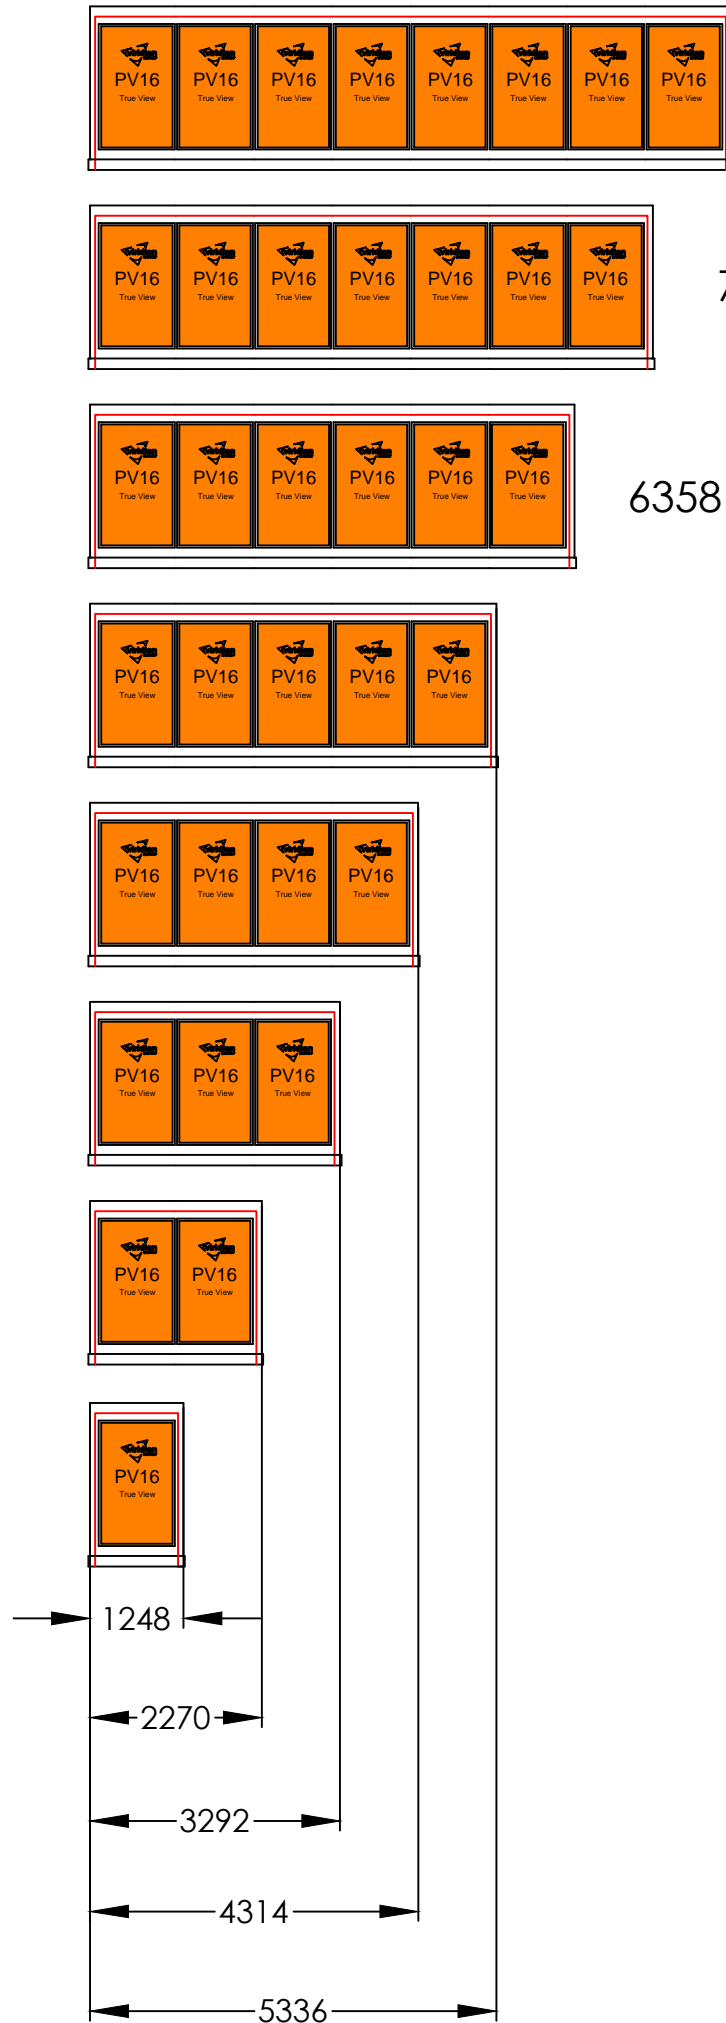 PV16 PV16 PV16 PV16 PV16 PV16 PV16 PV16
True View True View True View True View True View True View True View True View
PV16 PV16 PV16 PV16 PV16 PV16 PV16
True View True View True View True View True View True View True View
7
PV16 PV16 PV16 PV16 PV16 PV16
True View True View True View True View True View True View
6358
PV16 PV16 PV16 PV16 PV16
True View True View True View True View True View
PV16 PV16 PV16 PV16
True View True View True View True View
PV16 PV16 PV16
True View True View True View
PV16 PV16
True View True View
PV16
True View
1248
2270
3292
4314
5336